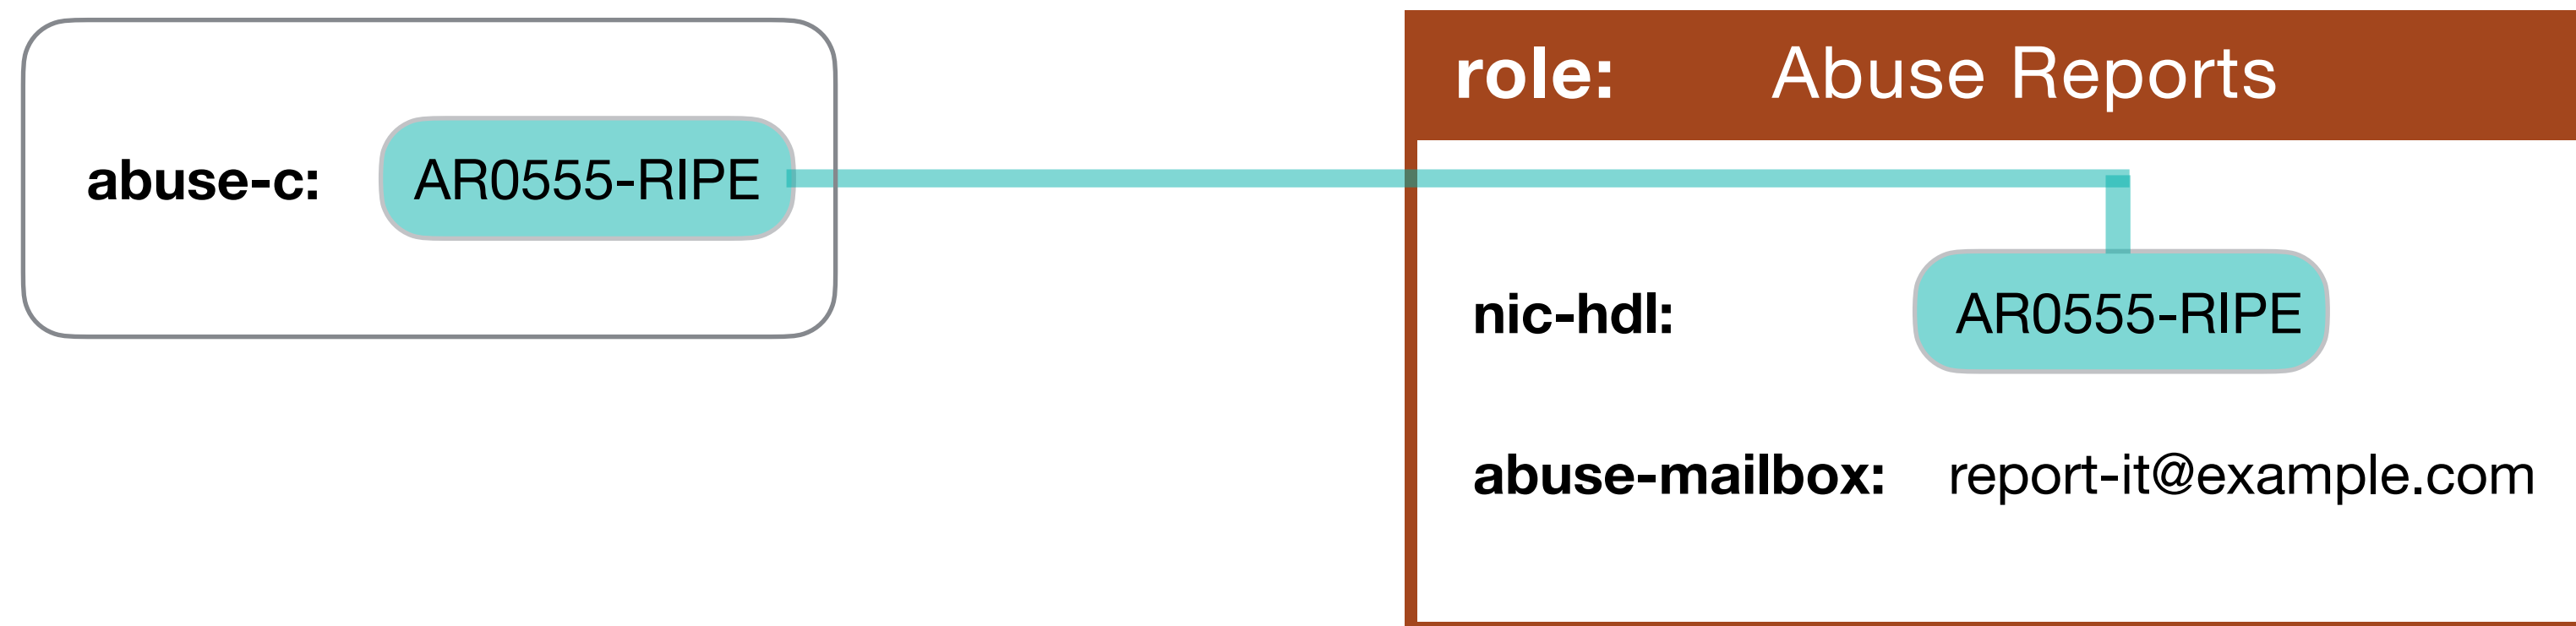 abuse-c: AR0555-RIPE
role: Abuse Reports
nic-hdl: AR0555-RIPE
abuse-mailbox: report-it@example.com